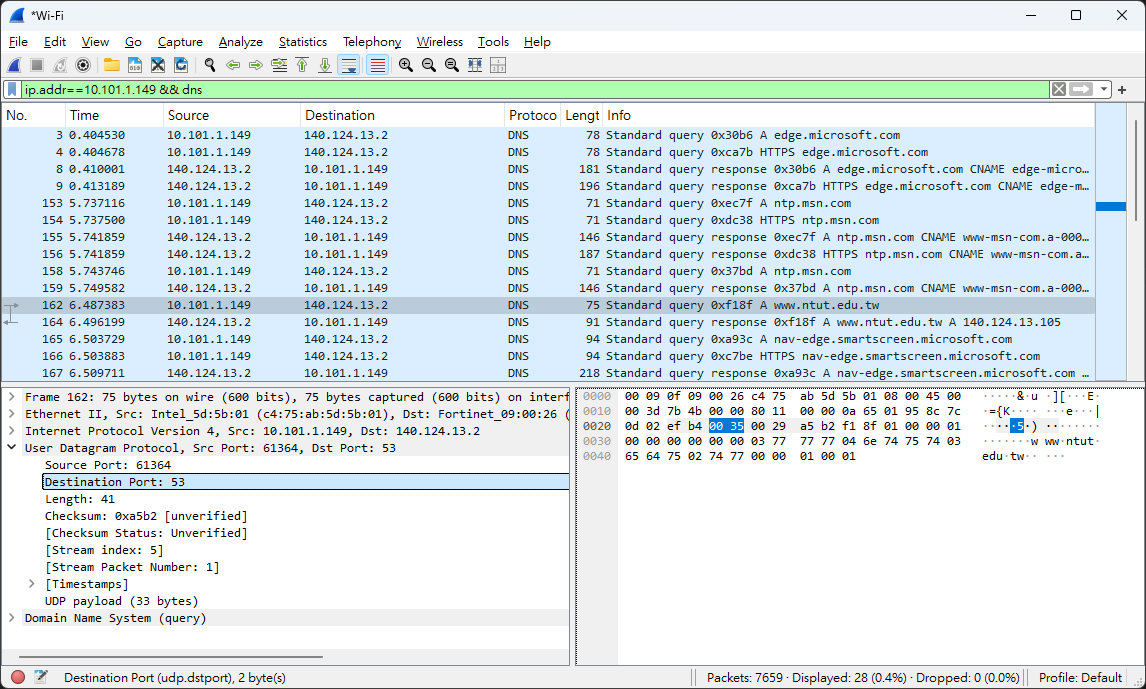 *Wi-Fi
File Edit View Go Capture Analyze Statistics Telephony Wireless Tools Help
ip.addr==10.101.1.149 && dns
No. Time Source Destination Protoco Lengt Info
3 0.404530 10.101.1.149 140.124.13.2 DNS 78 Standard query 0x30b6 A edge.microsoft.com
4 0.404678 10.101.1.149 140.124.13.2 DNS 78 Standard query 0xca7b HTTPS edge.microsoft.com
8 0.410001 140.124.13.2 10.101.1.149 DNS 181 Standard query response 0x30b6 A edge.microsoft.com CNAME edge-micro…
9 0.413189 140.124.13.2 10.101.1.149 DNS 196 Standard query response 0xca7b HTTPS edge.microsoft.com CNAME edge-m…
153 5.737116 10.101.1.149 140.124.13.2 DNS 71 Standard query 0xec7f A ntp.msn.com
154 5.737500 10.101.1.149 140.124.13.2 DNS 71 Standard query 0xdc38 HTTPS ntp.msn.com
155 5.741859 140.124.13.2 10.101.1.149 DNS 146 Standard query response 0xec7f A ntp.msn.com CNAME www-msn-com.a-000…
156 5.741859 140.124.13.2 10.101.1.149 DNS 187 Standard query response 0xdc38 HTTPS ntp.msn.com CNAME www-msn-com.a…
158 5.743746 10.101.1.149 140.124.13.2 DNS 71 Standard query 0x37bd A ntp.msn.com
159 5.749582 140.124.13.2 10.101.1.149 DNS 146 Standard query response 0x37bd A ntp.msn.com CNAME www-msn-com.a-000…
162 6.487383 10.101.1.149 140.124.13.2 DNS 75 Standard query 0xf18f A www.ntut.edu.tw
164 6.496199 140.124.13.2 10.101.1.149 DNS 91 Standard query response 0xf18f A www.ntut.edu.tw A 140.124.13.105
165 6.503729 10.101.1.149 140.124.13.2 DNS 94 Standard query 0xa93c A nav-edge.smartscreen.microsoft.com
166 6.503883 10.101.1.149 140.124.13.2 DNS 94 Standard query 0xc7be HTTPS nav-edge.smartscreen.microsoft.com
167 6.509711 140.124.13.2 10.101.1.149 DNS 218 Standard query response 0xa93c A nav-edge.smartscreen.microsoft.com …
Frame 162: 75 bytes on wire (600 bits), 75 bytes captured (600 bits) on interf
Ethernet II, Src: Intel_5d:5b:01 (c4:75:ab:5d:5b:01), Dst: Fortinet_09:00:26 (
Internet Protocol Version 4, Src: 10.101.1.149, Dst: 140.124.13.2
User Datagram Protocol, Src Port: 61364, Dst Port: 53
Source Port: 61364
Destination Port: 53
Length: 41
Checksum: 0xa5b2 [unverified]
[Checksum Status: Unverified]
[Stream index: 5]
[Stream Packet Number: 1]
[Timestamps]
UDP payload (33 bytes)
Domain Name System (query)
0000 00 09 0f 09 00 26 c4 75 ab 5d 5b 01 08 00 45 00 ·····&·u ·][···E·
0010 00 3d 7b 4b 00 00 80 11 00 00 0a 65 01 95 8c 7c ·={K···· ···e···|
0020 0d 02 ef b4 00 35 00 29 a5 b2 f1 8f 01 00 00 01 ·····5·) ········
0030 00 00 00 00 00 00 03 77 77 77 04 6e 74 75 74 03 ·······w ww·ntut·
0040 65 64 75 02 74 77 00 00 01 00 01 edu·tw·· ···
Destination Port (udp.dstport), 2 byte(s)
Packets: 7659 · Displayed: 28 (0.4%) · Dropped: 0 (0.0%)
Profile: Default